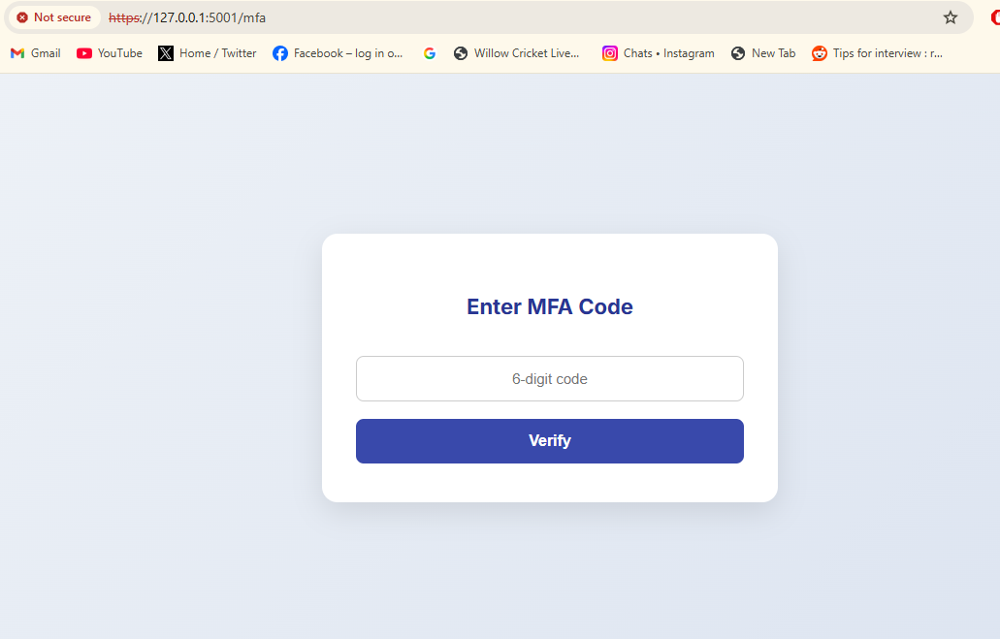 Not secure https://127.0.0.1:5001/mfa
Gmail YouTube Home / Twitter Facebook – log in o... Willow Cricket Live... Chats • Instagram New Tab Tips for interview : r...
Enter MFA Code
6-digit code
Verify